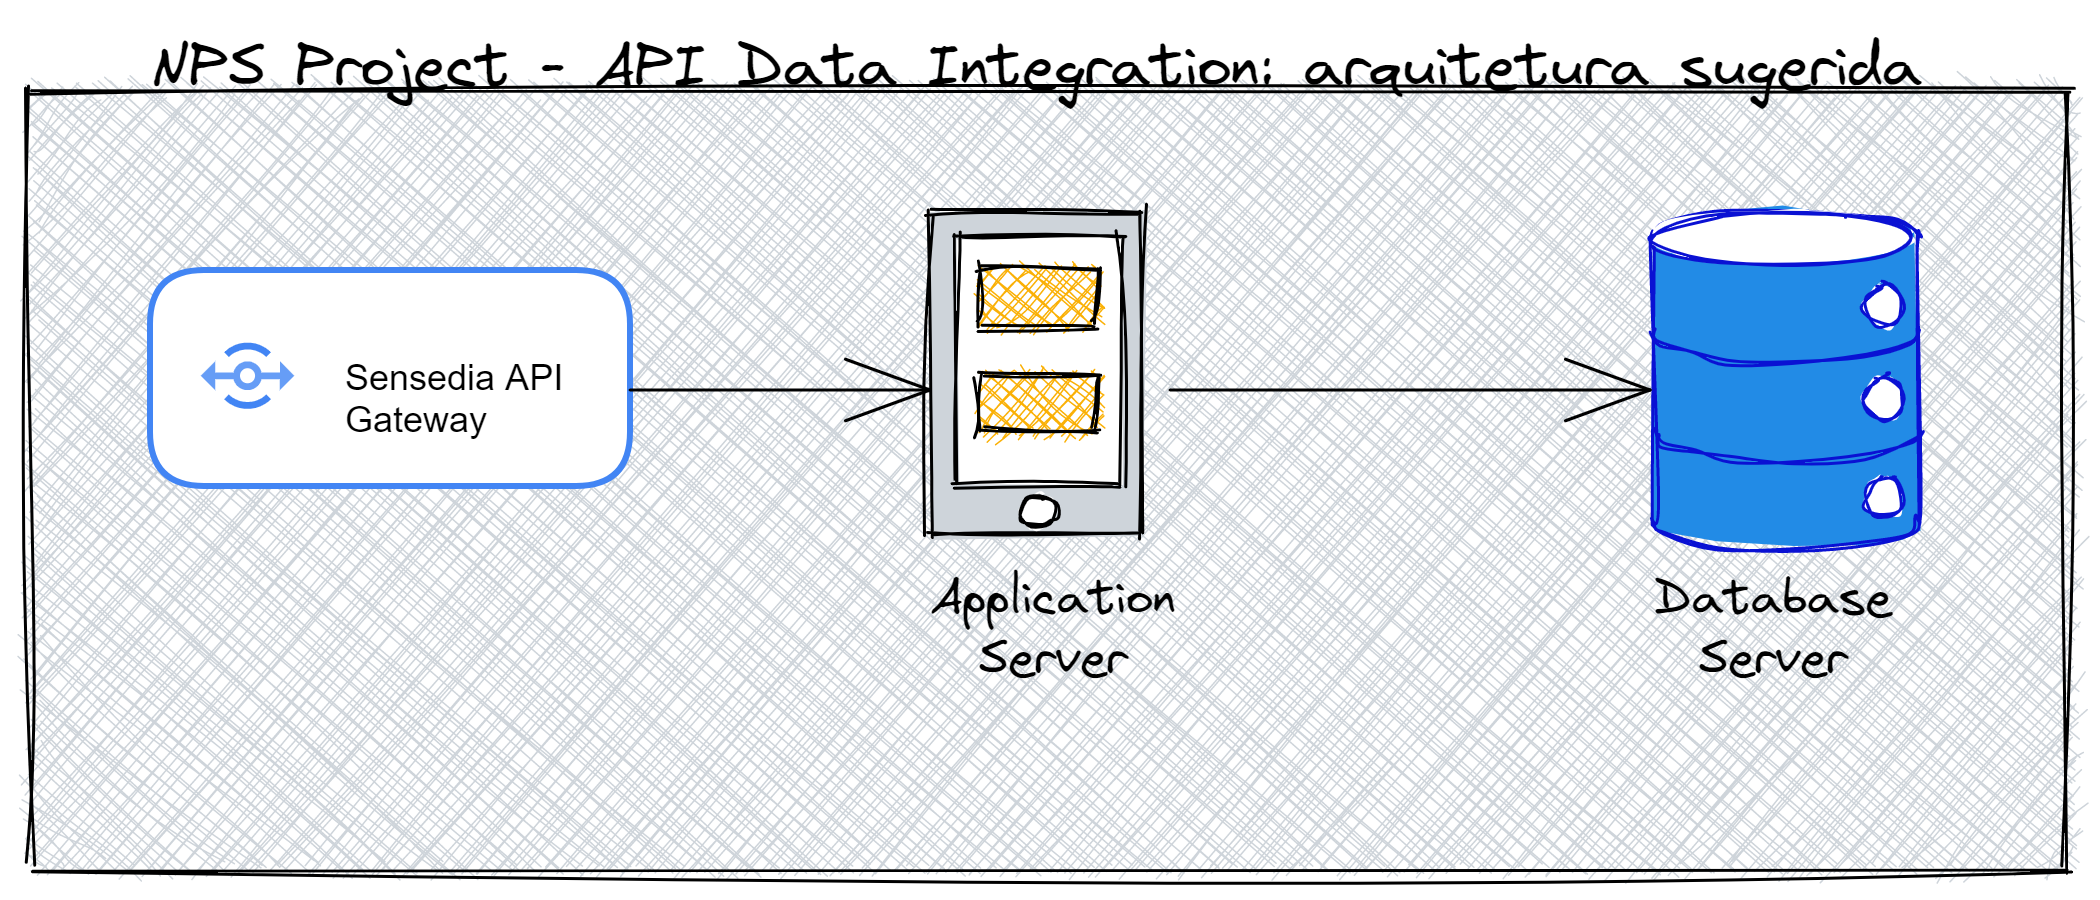 NPS Project - API Data Integration: arquitetura sugerida
Sensedia API
Gateway
Application
Server
Database
Server